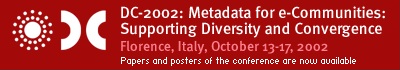 DC-2002: Metadata for e-Communities:
Supporting Diversity and Convergence
Florence, Italy, October 13-17, 2002
Papers and posters of the conference are now available